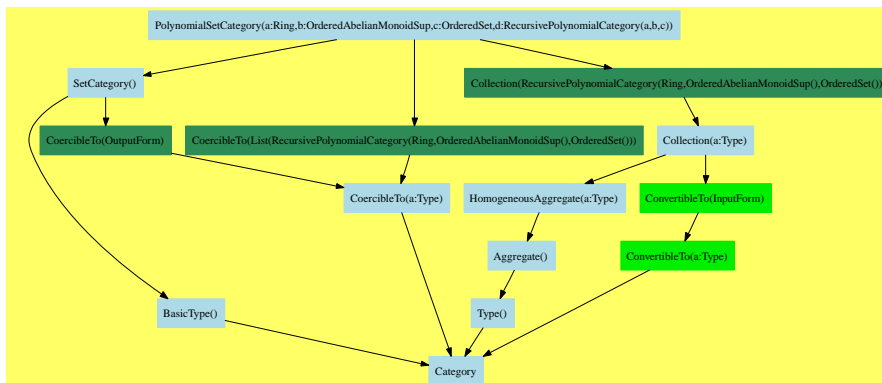 PolynomialSetCategory(a:Ring,b:OrderedAbelianMonoidSup,c:OrderedSet,d:RecursivePolynomialCategory(a,b,c))
SetCategory()
Collection(RecursivePolynomialCategory(Ring,OrderedAbelianMonoidSup(),OrderedSet()))
CoercibleTo(OutputForm)
CoercibleTo(List(RecursivePolynomialCategory(Ring,OrderedAbelianMonoidSup(),OrderedSet())))
Collection(a:Type)
CoercibleTo(a:Type)
HomogeneousAggregate(a:Type)
ConvertibleTo(InputForm)
Aggregate()
ConvertibleTo(a:Type)
BasicType()
Type()
Category